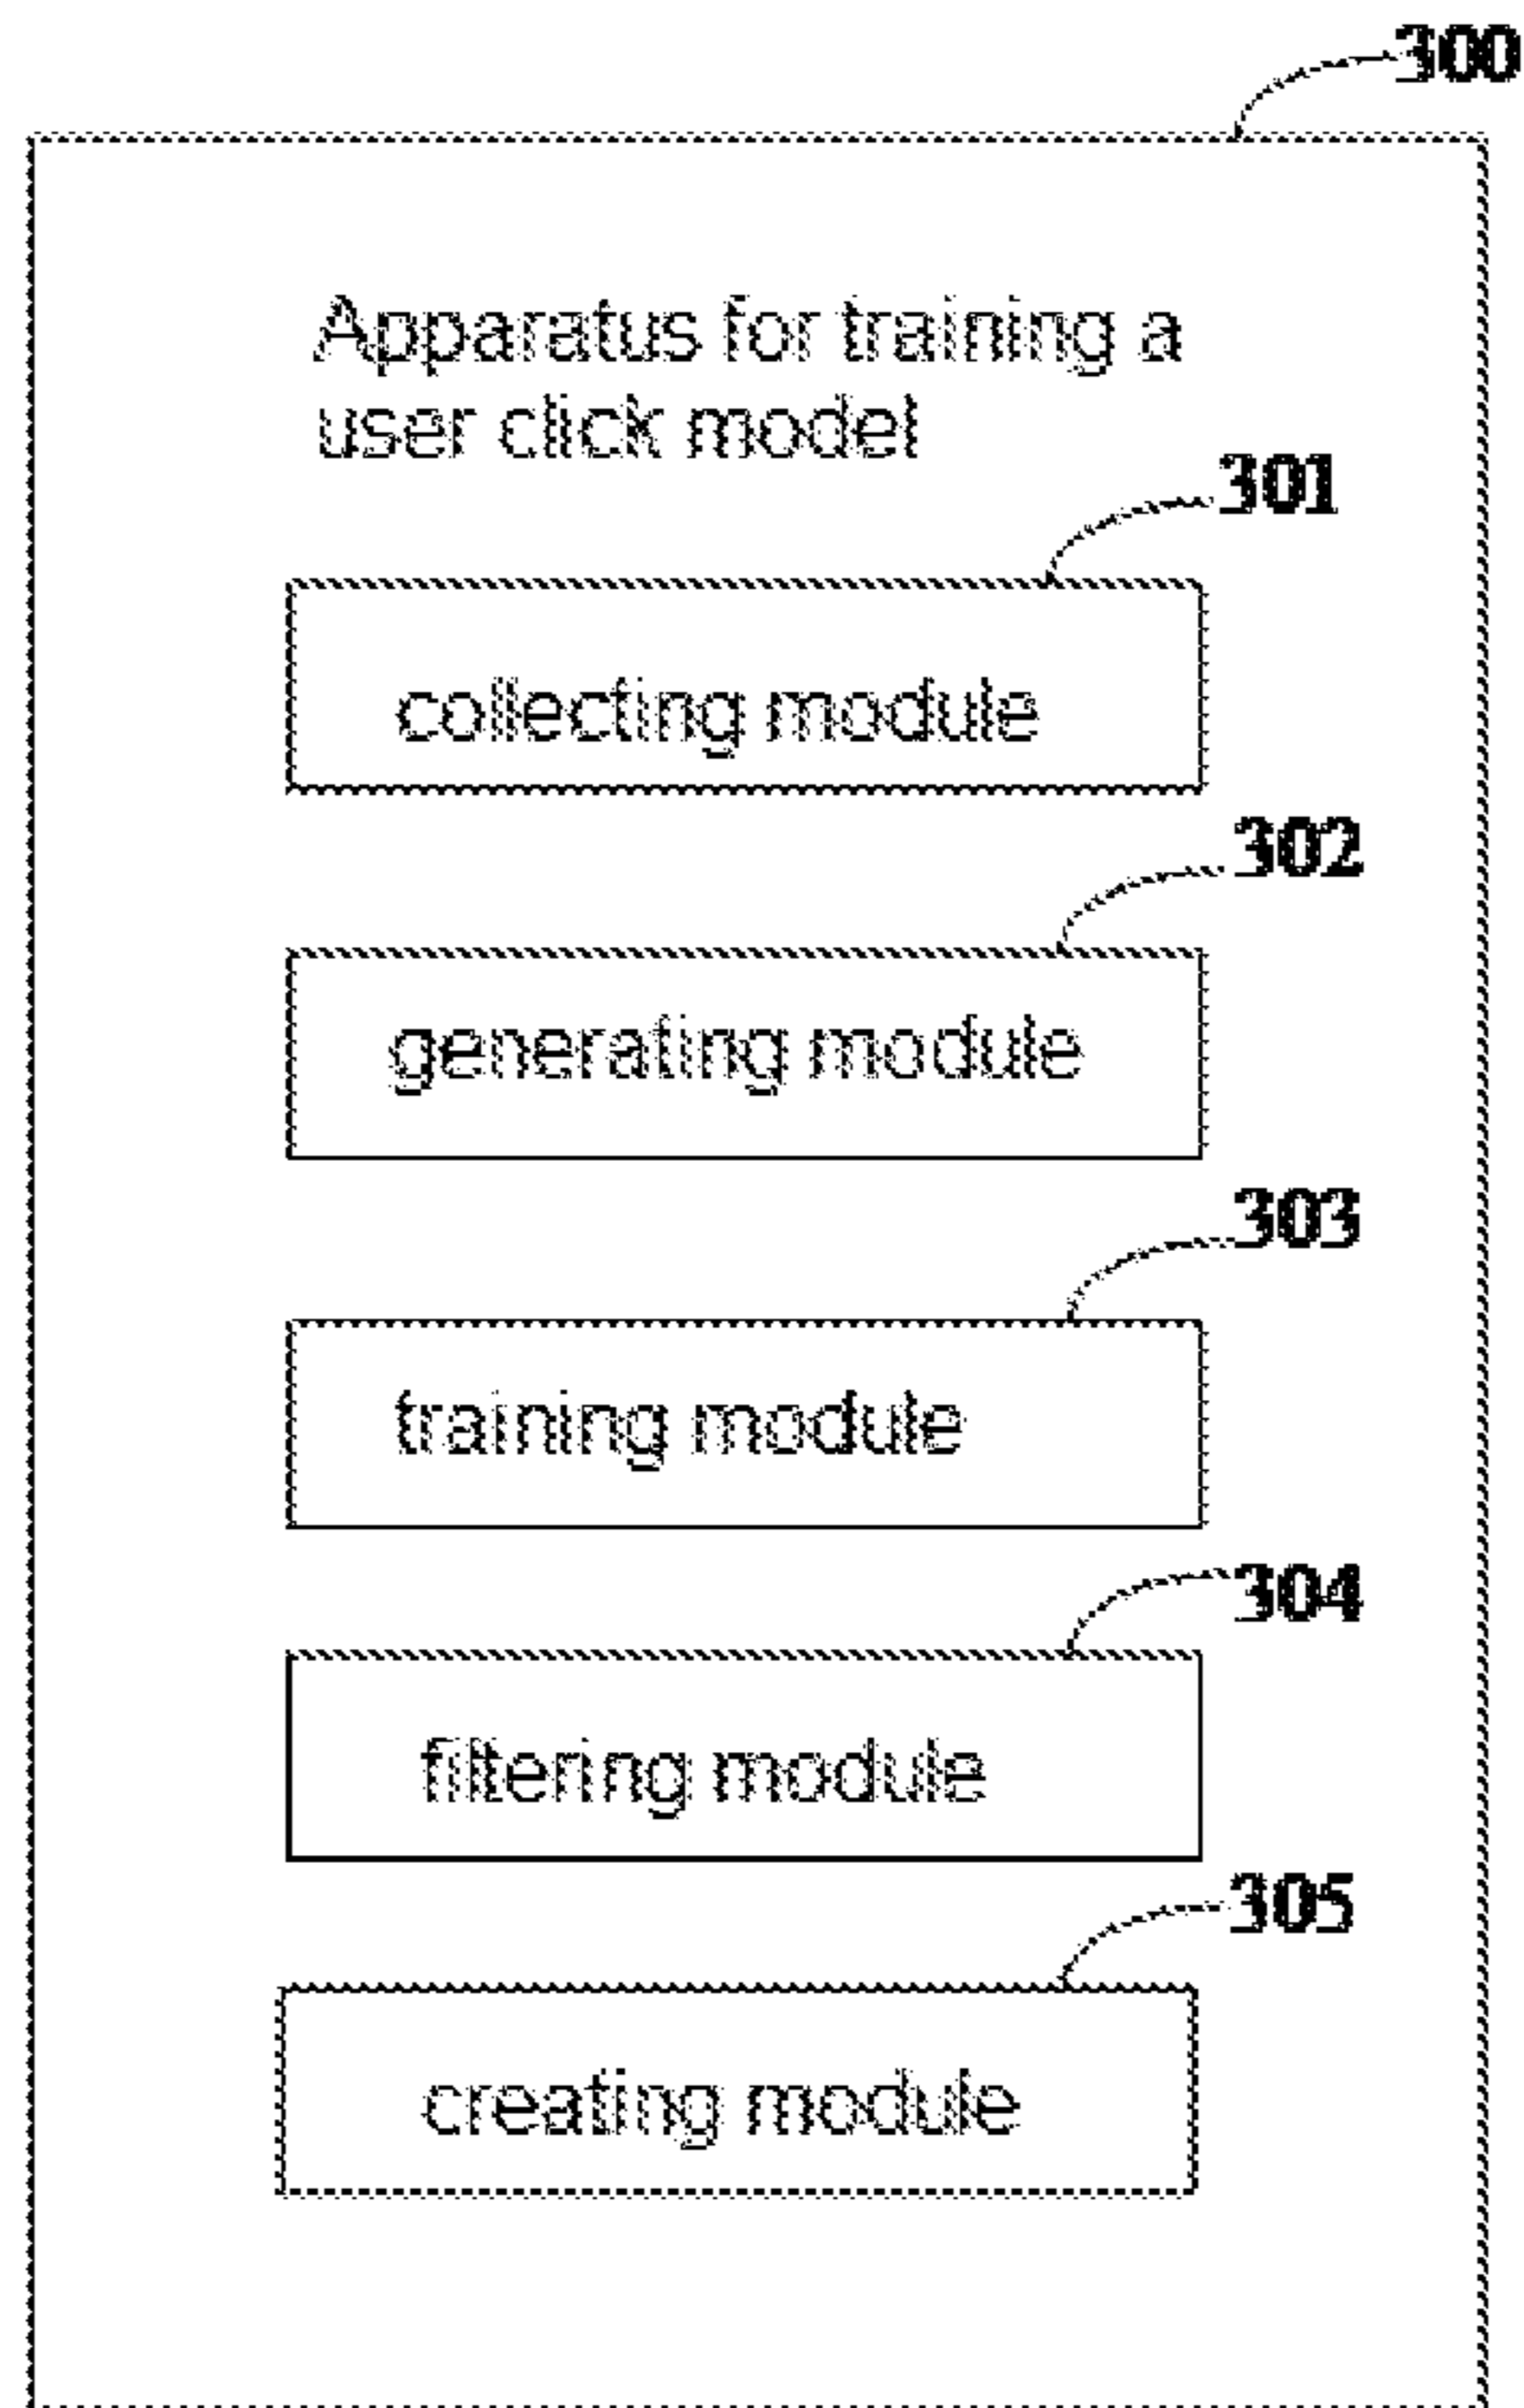 300
Apparatus for training a
user click model
301
collecting module
302
generating module
303
training module
304
filtering module
305
creating module